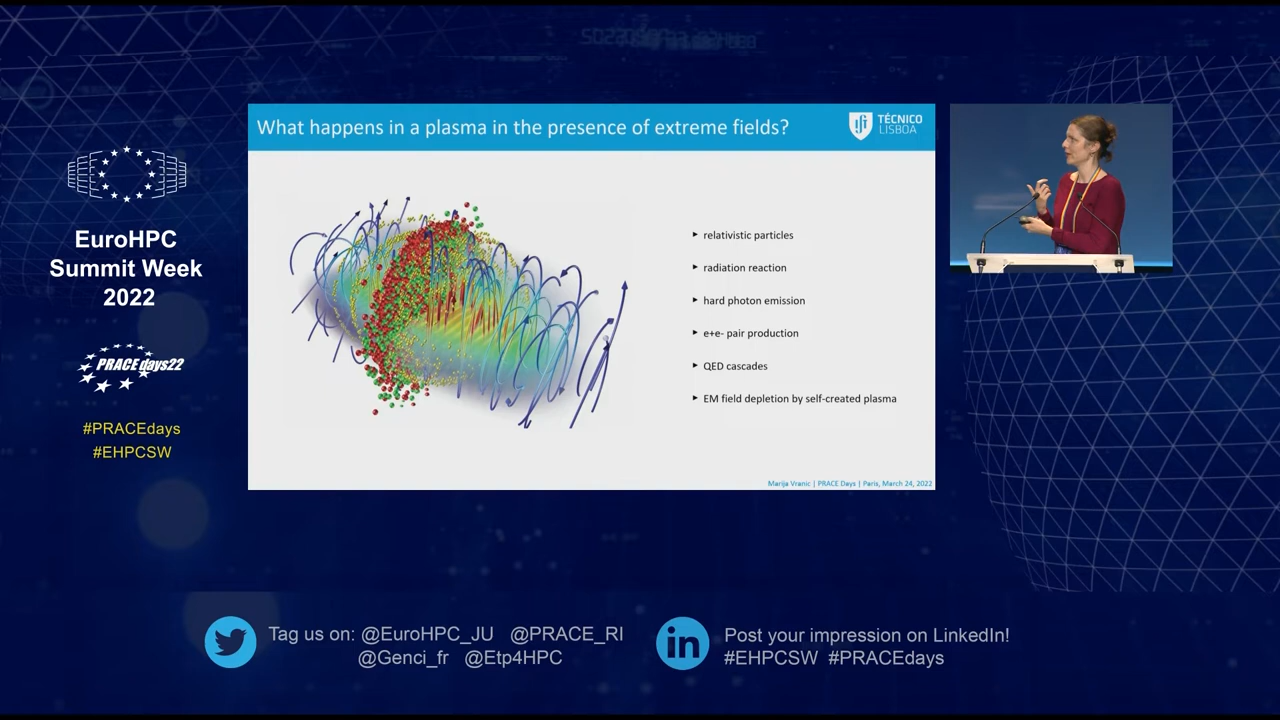 EuroHPC
Summit Week
2022
PRACE days22
#PRACEdays
#EHPCSW
What happens in a plasma in the presence of extreme fields?
TÉCNICO
LISBOA
relativistic particles
radiation reaction
hard photon emission
e+e- pair production
QED cascades
EM field depletion by self-created plasma
Marija Vranic | PRACE Days | Paris, March 24, 2022
Tag us on: @EuroHPC_JU @PRACE_RI
@Genci_fr @Etp4HPC
in
Post your impression on LinkedIn!
#EHPCSW #PRACEdays